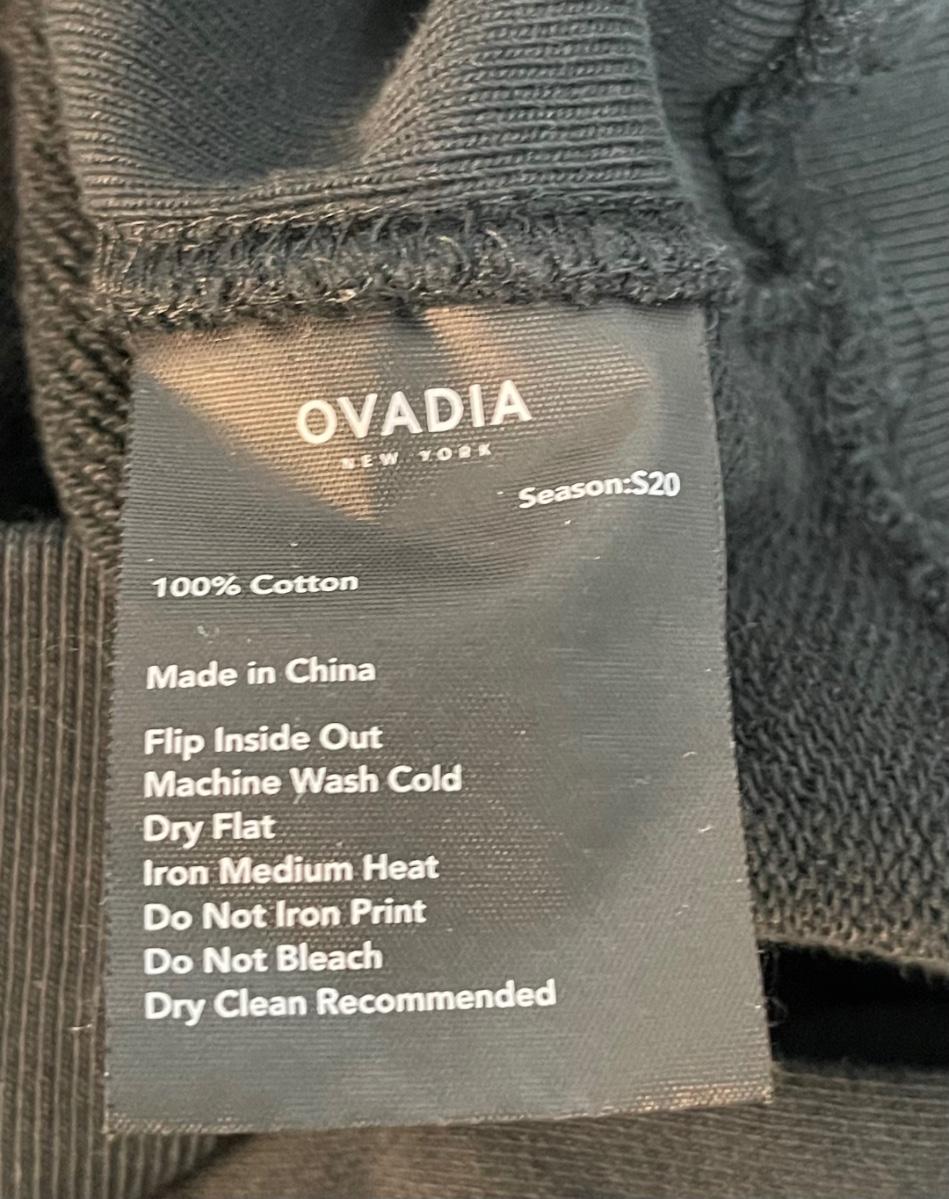 OVADIA
NEW YORK
Season:S20
100% Cotton
Made in China
Flip Inside Out
Machine Wash Cold
Dry Flat
Iron Medium Heat
Do Not Iron Print
Do Not Bleach
Dry Clean Recommended